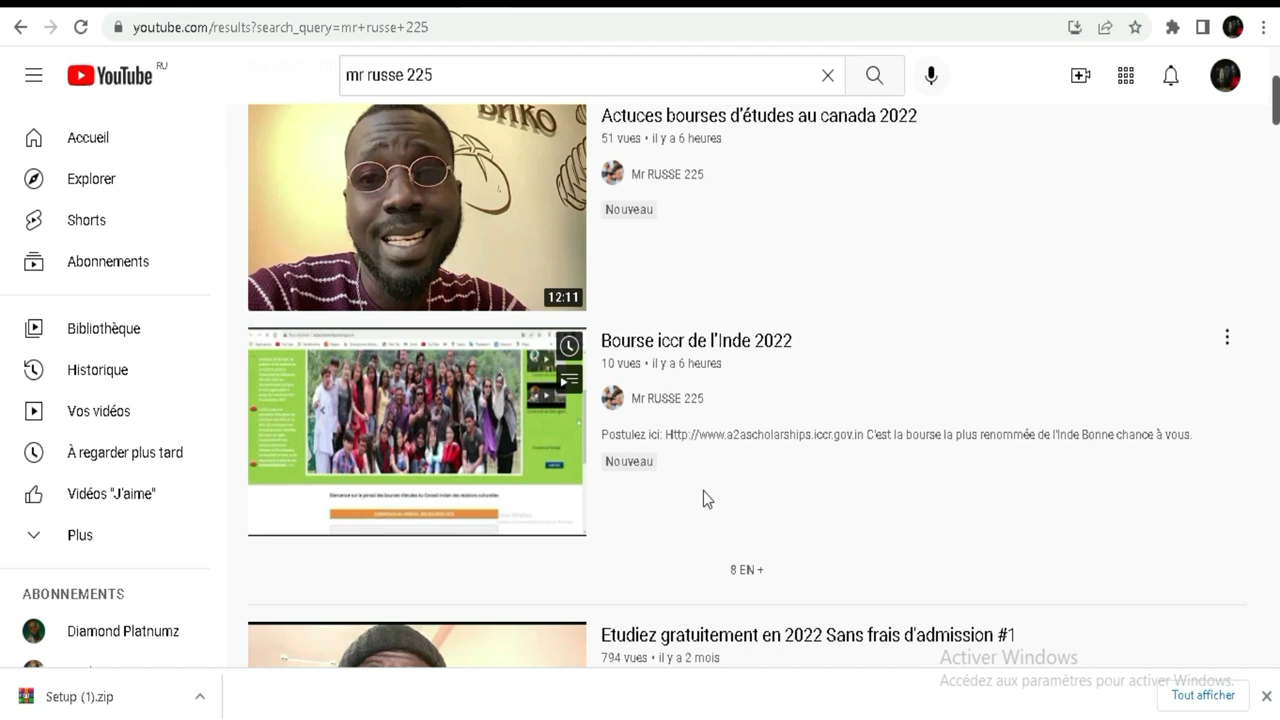 youtube.com/results?search_query=mr+russe+225
YouTube RU
mr russe 225
Accueil
Explorer
Shorts
Abonnements
Bibliothèque
Historique
Vos vidéos
À regarder plus tard
Vidéos "J'aime"
Plus
ABONNEMENTS
Diamond Platnumz
12:11
Actuces bourses d'études au canada 2022
51 vues • il y a 6 heures
Mr RUSSE 225
Nouveau
Bourse iccr de l'Inde 2022
10 vues • il y a 6 heures
Mr RUSSE 225
Postulez ici: Http://www.a2ascholarships.iccr.gov.in C'est la bourse la plus renommée de l'Inde Bonne chance à vous.
Nouveau
8 EN +
Etudiez gratuitement en 2022 Sans frais d'admission #1
794 vues • il y a 2 mois
Activer Windows
Accédez aux paramètres pour activer Windows.
Setup (1).zip
Tout afficher